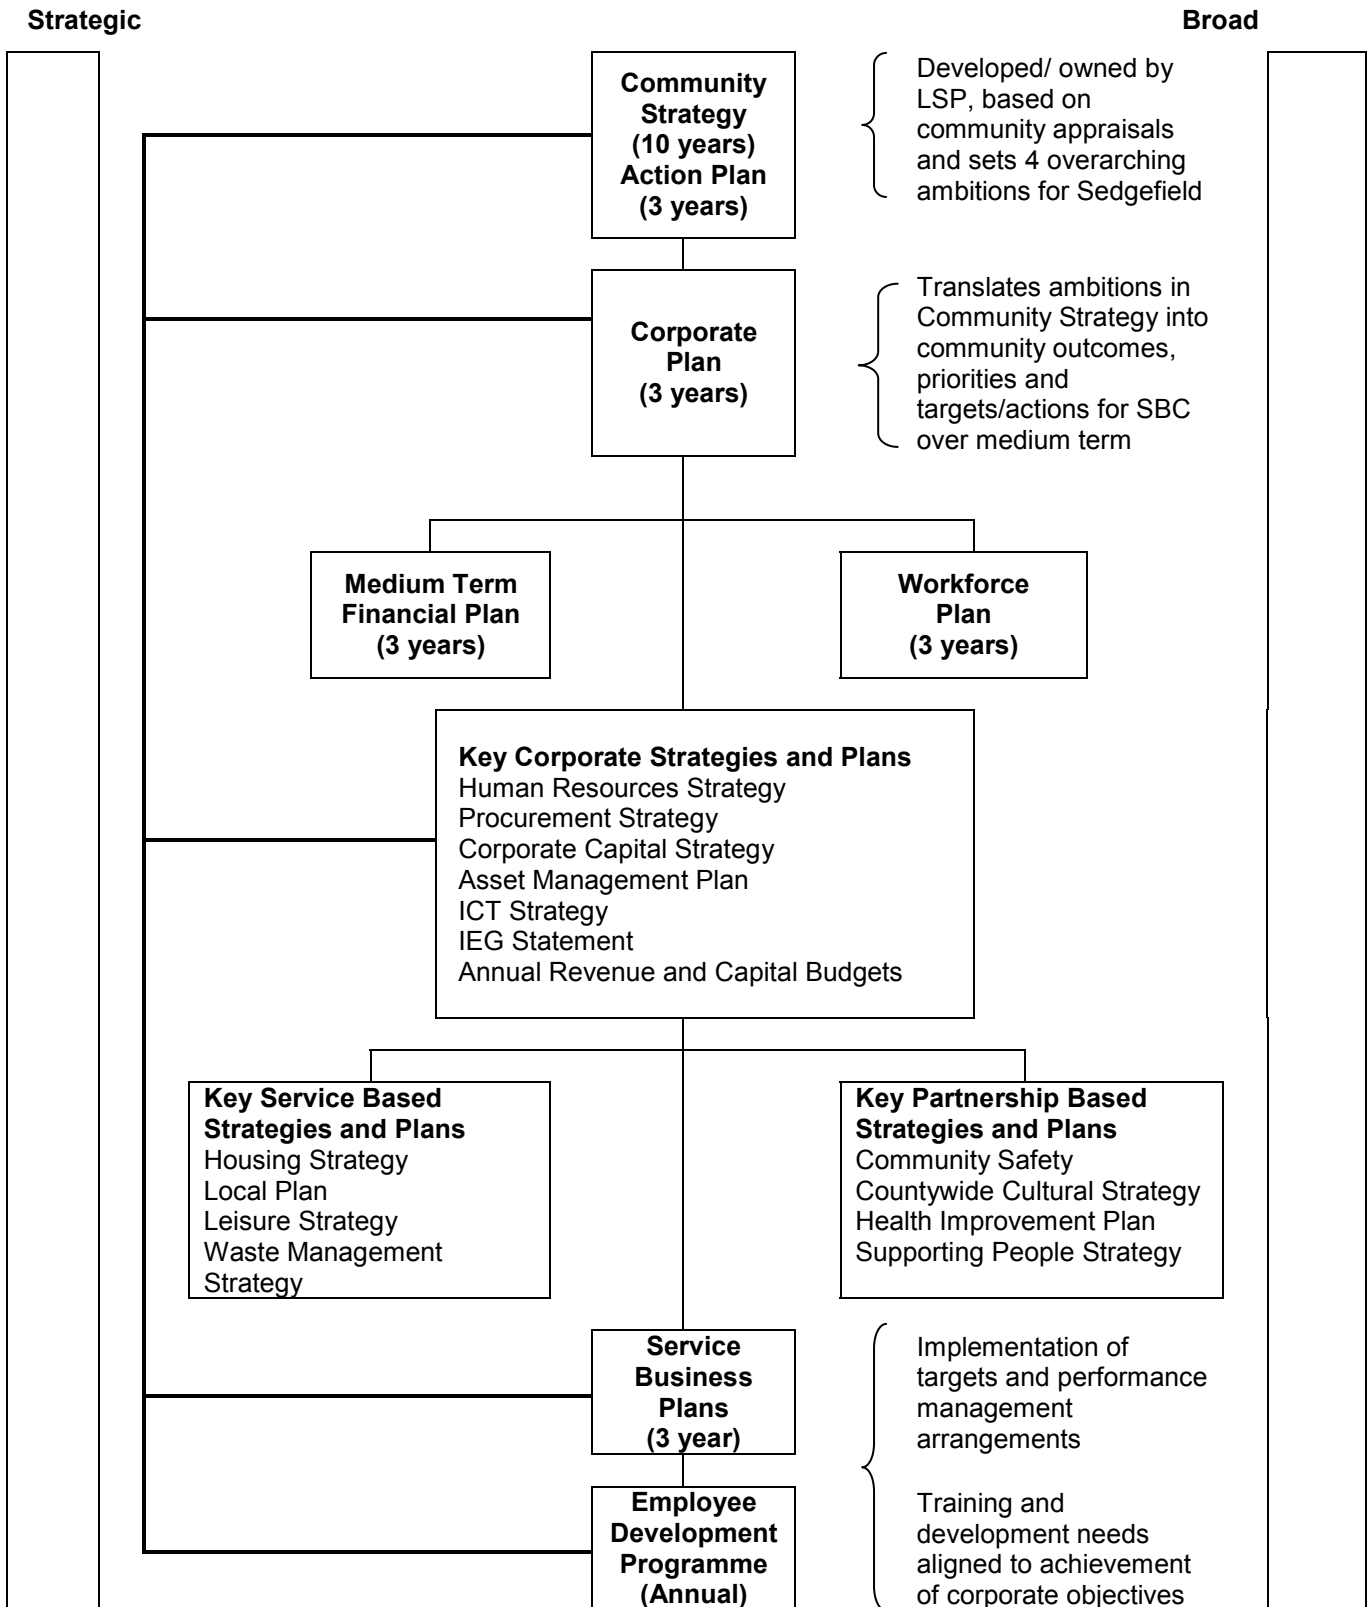 Strategic
Broad
Community
Strategy
(10 years)
Action Plan
(3 years)
Developed/ owned by
LSP, based on
community appraisals
and sets 4 overarching
ambitions for Sedgefield
Corporate
Plan
(3 years)
Translates ambitions in
Community Strategy into
community outcomes,
priorities and
targets/actions for SBC
over medium term
Medium Term
Financial Plan
(3 years)
Workforce
Plan
(3 years)
Key Corporate Strategies and Plans
Human Resources Strategy
Procurement Strategy
Corporate Capital Strategy
Asset Management Plan
ICT Strategy
IEG Statement
Annual Revenue and Capital Budgets
Key Service Based
Strategies and Plans
Housing Strategy
Local Plan
Leisure Strategy
Waste Management
Strategy
Key Partnership Based
Strategies and Plans
Community Safety
Countywide Cultural Strategy
Health Improvement Plan
Supporting People Strategy
Service
Business
Plans
(3 year)
Implementation of
targets and performance
management
arrangements
Employee
Development
Programme
(Annual)
Training and
development needs
aligned to achievement
of corporate objectives